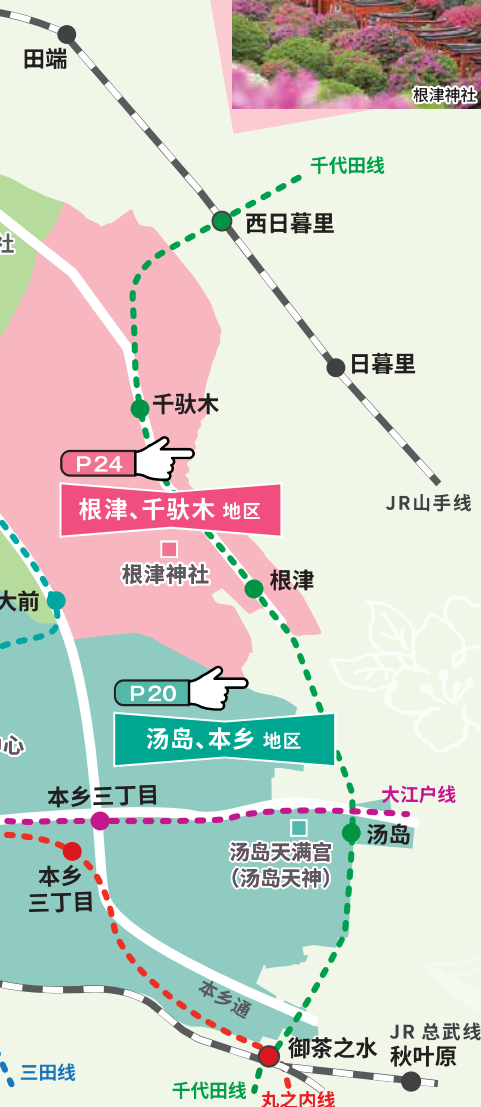 田端
根津神社
千代田线
西日暮里
社
日暮里
千驮木
P24
JR山手线
根津、千驮木 地区
根津神社
根津
大前
P20
汤岛、本乡 地区
中心
本乡三丁目
大江户线
汤岛
汤岛天满宫
（汤岛天神）
本乡
三丁目
本乡通
JR 总武线
御茶之水
秋叶原
三田线
千代田线
丸之内线